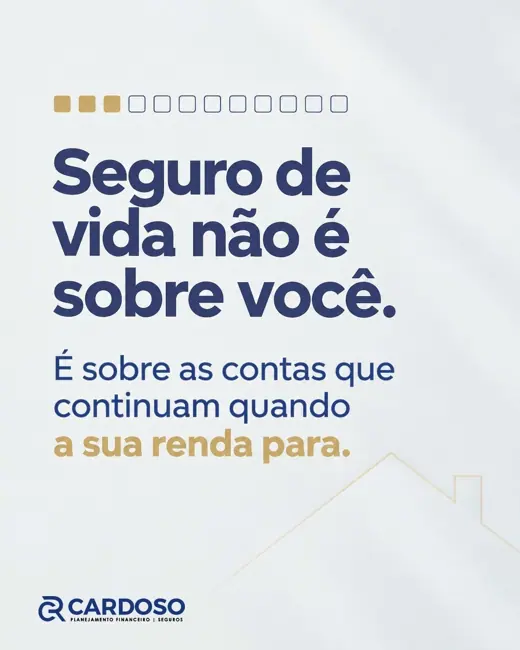 Seguro de
vida não é
sobre você.
É sobre as contas que
continuam quando
a sua renda para.
CARDOSO
PLANEJAMENTO FINANCEIRO | SEGUROS